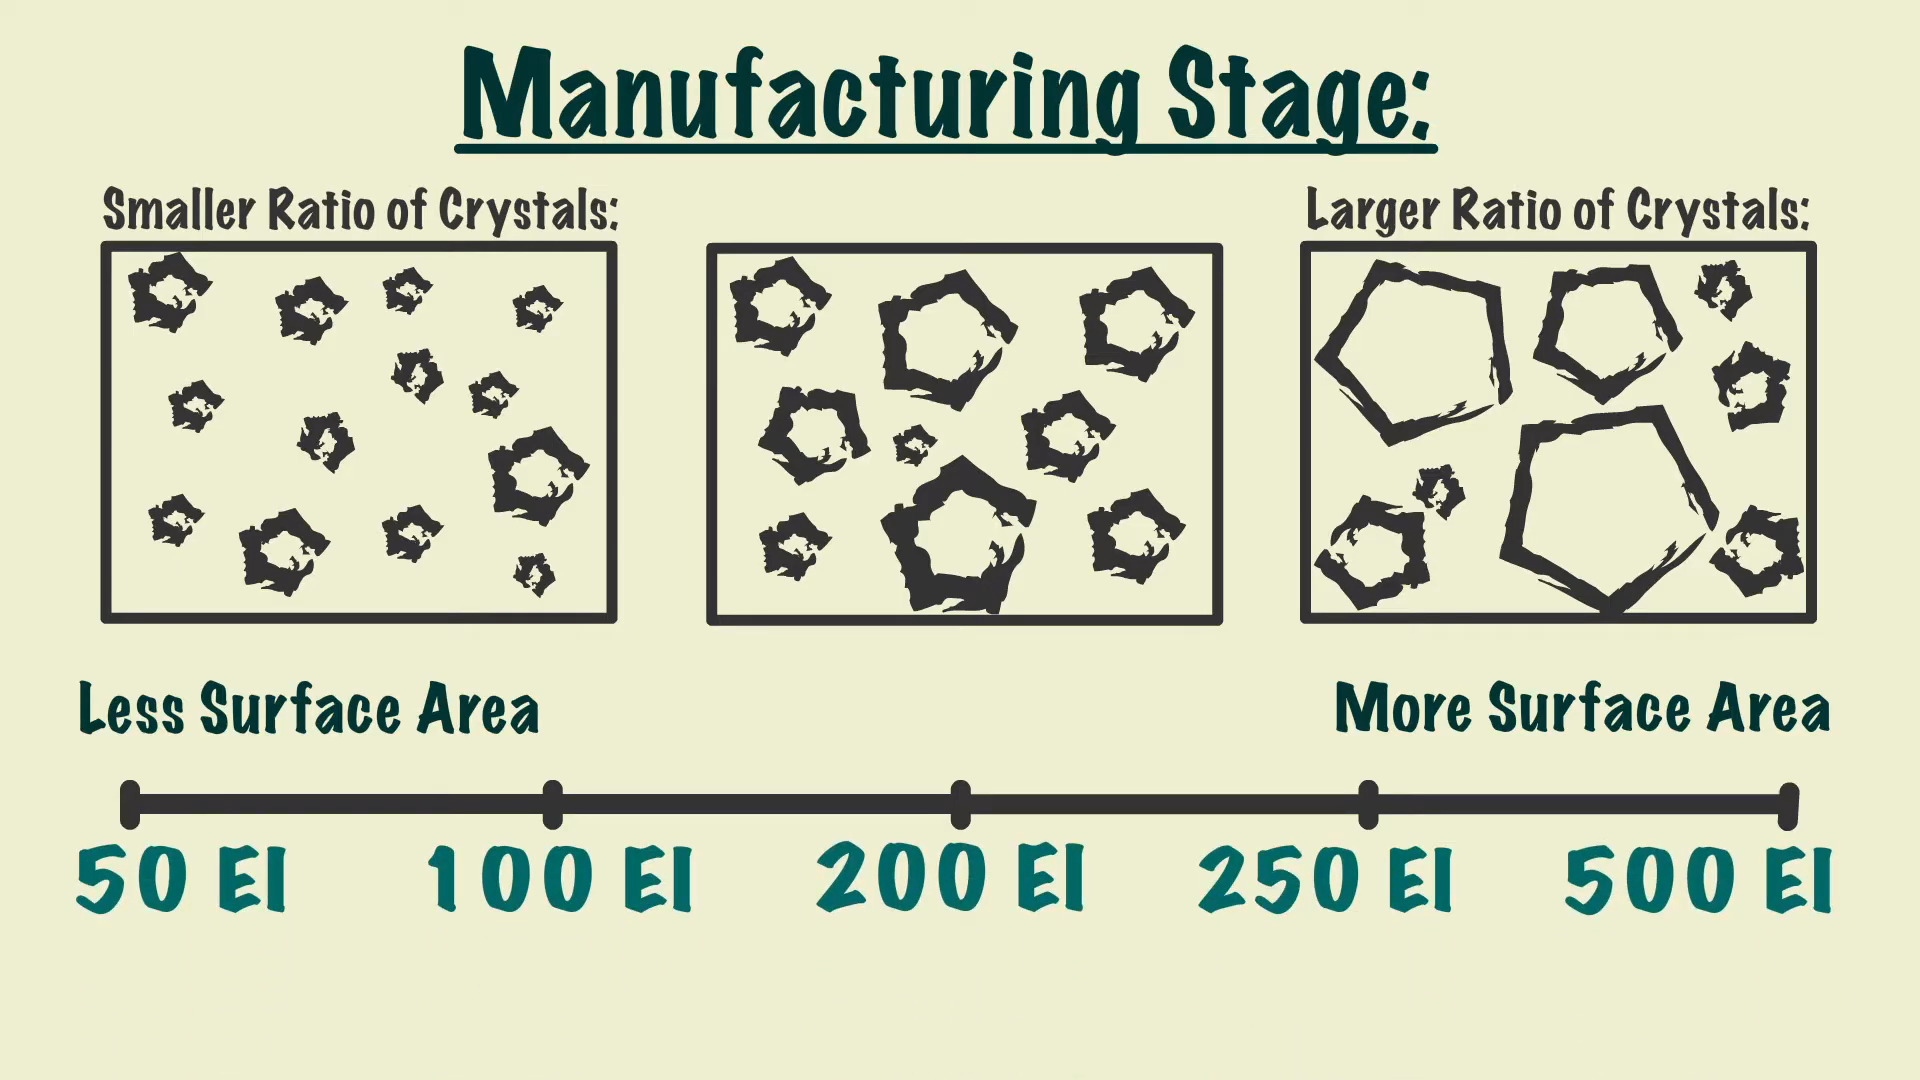 Manufacturing Stage:
Smaller Ratio of Crystals:
Larger Ratio of Crystals:
Less Surface Area
More Surface Area
50 EI
100 EI
200 EI
250 EI
500 EI